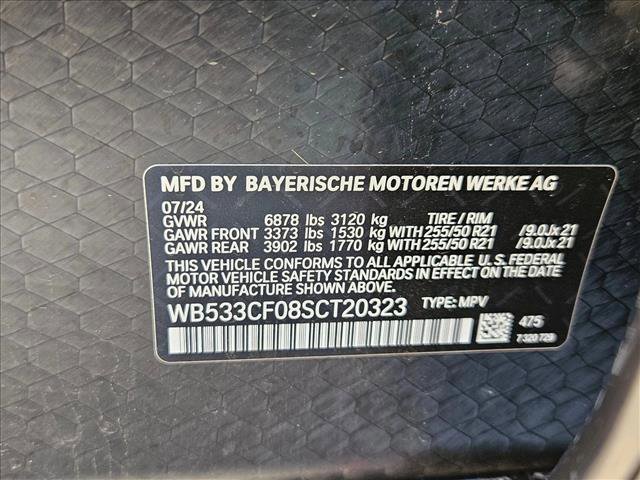 MFD BY BAYERISCHE MOTOREN WERKE AG
07/24
GVWR 6878 lbs 3120 kg TIRE / RIM
GAWR FRONT 3373 lbs 1530 kg WITH 255/50 R21 /9.0Jx21
GAWR REAR 3902 lbs 1770 kg WITH 255/50 R21 /9.0Jx21
THIS VEHICLE CONFORMS TO ALL APPLICABLE U.S. FEDERAL
MOTOR VEHICLE SAFETY STANDARDS IN EFFECT ON THE DATE
OF MANUFACTURE SHOWN ABOVE.
WB533CF08SCT20323 TYPE: MPV
475
7320729